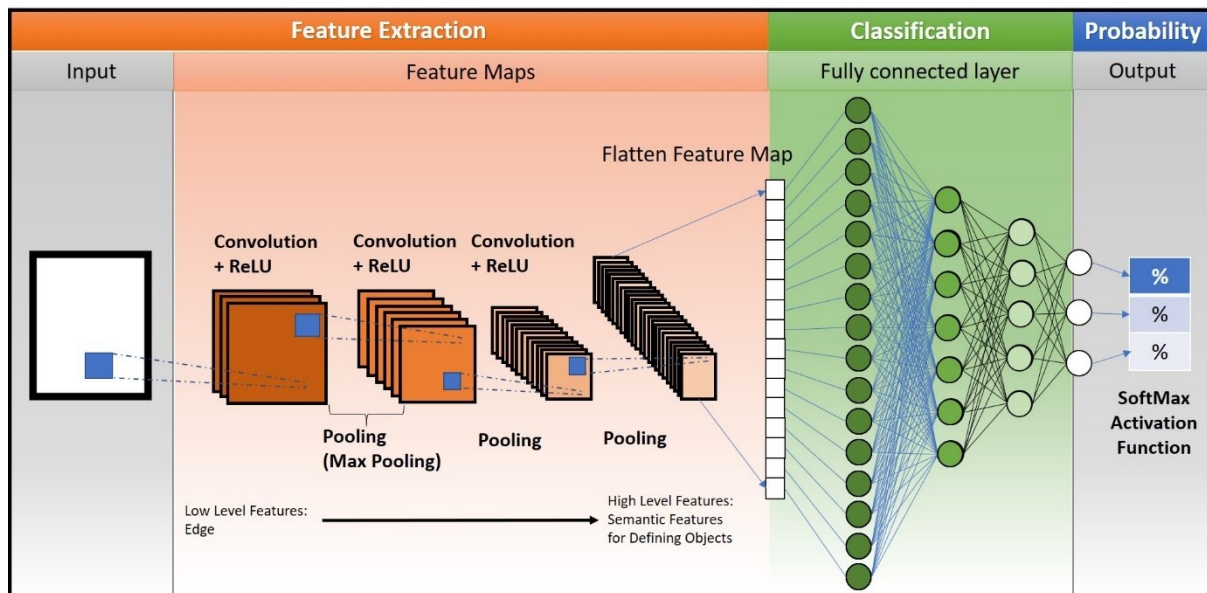 Feature Extraction
Classification
Probability
Input
Feature Maps
Fully connected layer
Output
Flatten Feature Map
Convolution
+ ReLU
Convolution
+ ReLU
Convolution
+ ReLU
Pooling
(Max Pooling)
Pooling
Pooling
Low Level Features:
Edge
High Level Features:
Semantic Features
for Defining Objects
%
%
%
SoftMax
Activation
Function